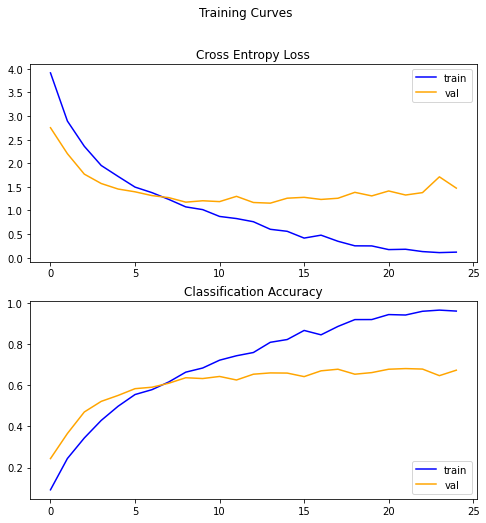 Training Curves
Cross Entropy Loss
4.0
3.5
3.0
2.5
2.0
1.5
1.0
0.5
0.0
train
val
0 5 10 15 20 25
Classification Accuracy
1.0
0.8
0.6
0.4
0.2
train
val
0 5 10 15 20 25